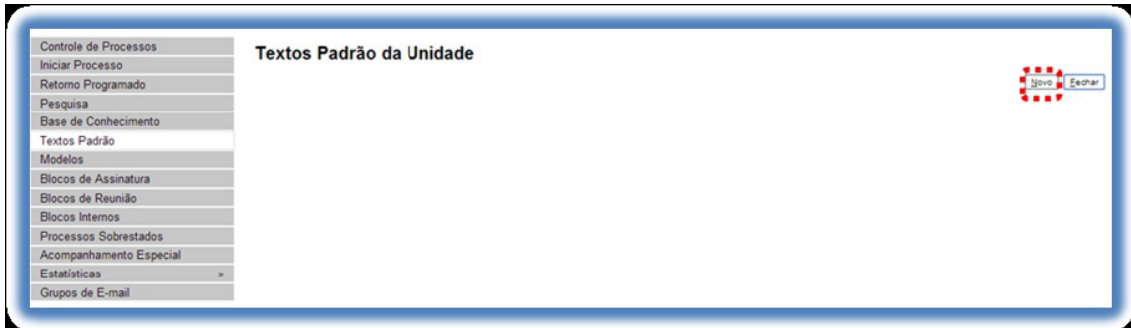 Controle de Processos
Iniciar Processo
Retorno Programado
Pesquisa
Base de Conhecimento
Textos Padrão
Modelos
Blocos de Assinatura
Blocos de Reunião
Blocos Internos
Processos Sobrestados
Acompanhamento Especial
Estatísticas »
Grupos de E-mail
Textos Padrão da Unidade
Novo Fechar